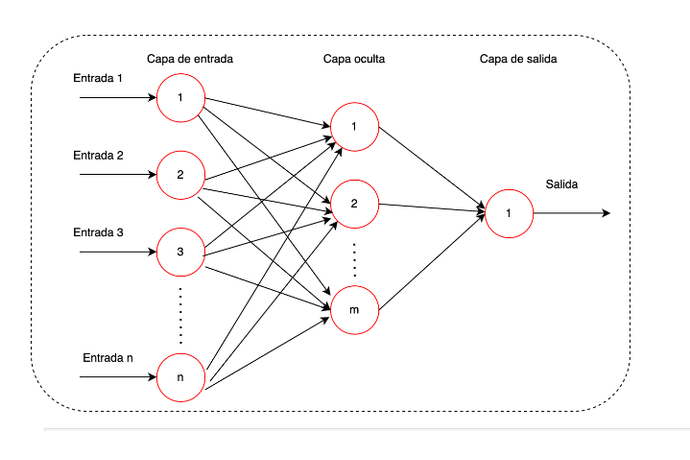 Capa de entrada
Capa oculta
Capa de salida
Entrada 1
1
1
Entrada 2
2
2
Salida
1
Entrada 3
3
m
Entrada n
n